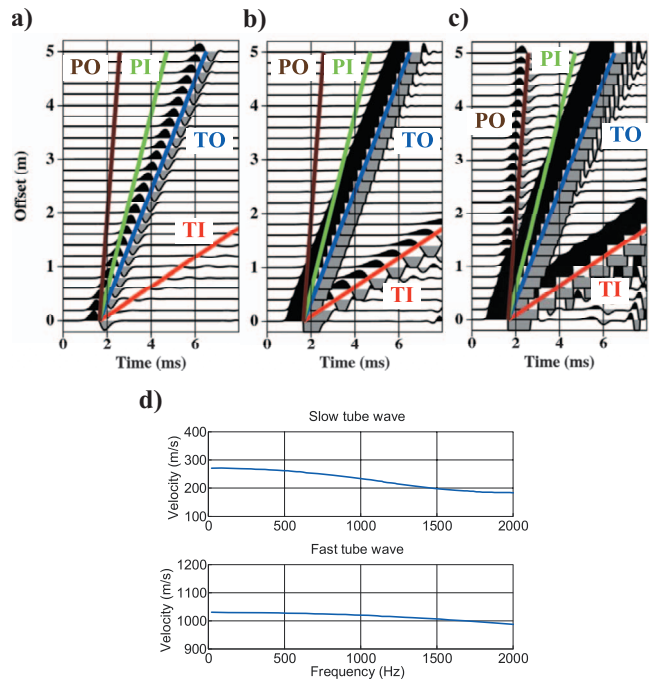 a)
b)
c)
5
4
3
2
1
0
Offset (m)
PO
PI
TO
TI
0 2 4 6
Time (ms)
5
4
3
2
1
0
PO
PI
TO
TI
0 2 4 6
Time (ms)
5
4
3
2
1
0
PO
PI
TO
TI
0 2 4 6
Time (ms)
d)
Slow tube wave
400
300
200
100
Velocity (m/s)
0 500 1000 1500 2000
Fast tube wave
1200
1100
1000
900
Velocity (m/s)
0 500 1000 1500 2000
Frequency (Hz)